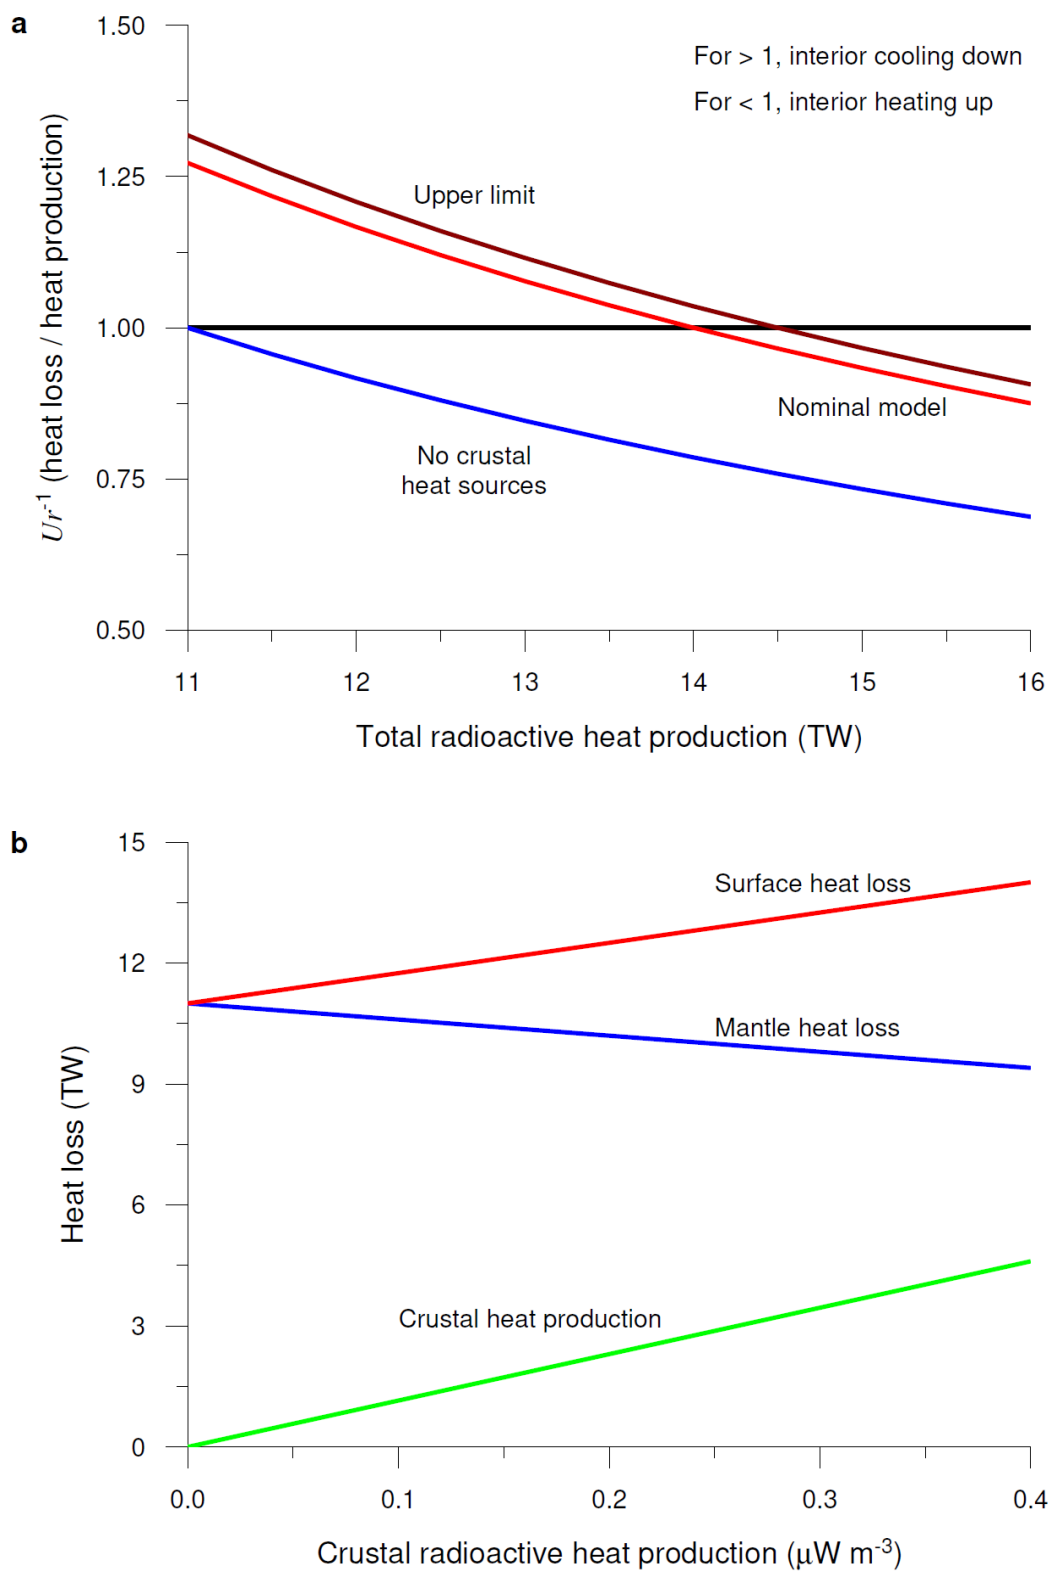 a
1.50
1.25
1.00
0.75
0.50
Ur⁻¹ (heat loss / heat production)
For > 1, interior cooling down
For < 1, interior heating up
Upper limit
Nominal model
No crustal
heat sources
11 12 13 14 15 16
Total radioactive heat production (TW)
b
15
12
9
6
3
0
Heat loss (TW)
Surface heat loss
Mantle heat loss
Crustal heat production
0.0 0.1 0.2 0.3 0.4
Crustal radioactive heat production (μW m⁻³)